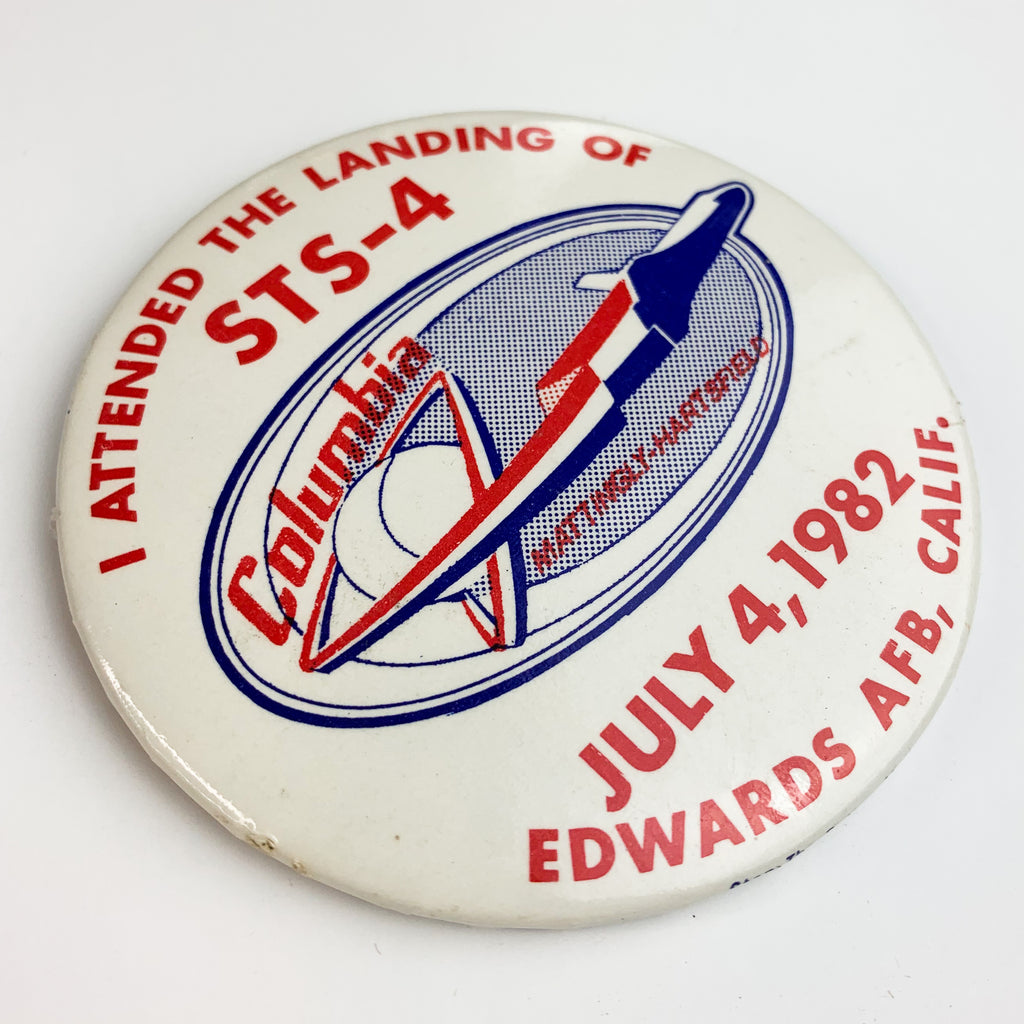 I ATTENDED THE LANDING OF
STS-4
Columbia
MATTINGLY-HARTSFIELD
JULY 4, 1982
EDWARDS AFB, CALIF.